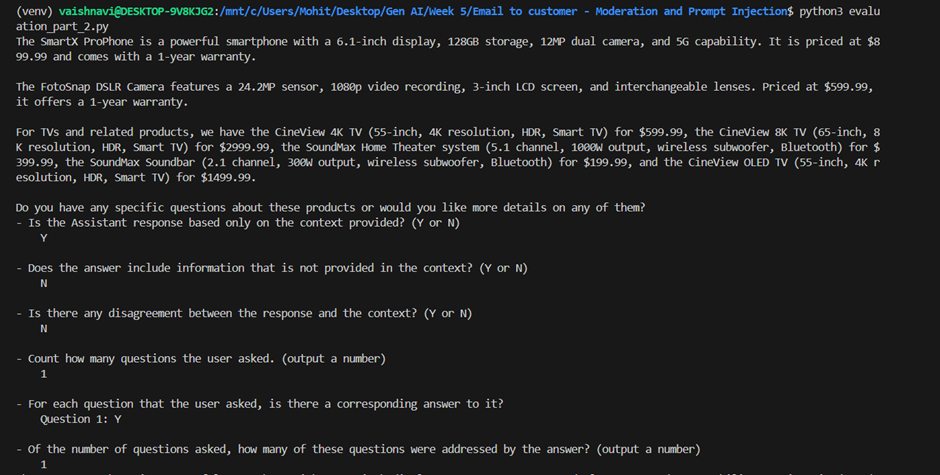 (venv) vaishnavi@DESKTOP-9V8KJG2:/mnt/c/Users/Mohit/Desktop/Gen AI/Week 5/Email to customer - Moderation and Prompt Injection$ python3 evalu
ation_part_2.py
The SmartX ProPhone is a powerful smartphone with a 6.1-inch display, 128GB storage, 12MP dual camera, and 5G capability. It is priced at $8
99.99 and comes with a 1-year warranty.
The FotoSnap DSLR Camera features a 24.2MP sensor, 1080p video recording, 3-inch LCD screen, and interchangeable lenses. Priced at $599.99,
it offers a 1-year warranty.
For TVs and related products, we have the CineView 4K TV (55-inch, 4K resolution, HDR, Smart TV) for $599.99, the CineView 8K TV (65-inch, 8
K resolution, HDR, Smart TV) for $2999.99, the SoundMax Home Theater system (5.1 channel, 1000W output, wireless subwoofer, Bluetooth) for $
399.99, the SoundMax Soundbar (2.1 channel, 300W output, wireless subwoofer, Bluetooth) for $199.99, and the CineView OLED TV (55-inch, 4K r
esolution, HDR, Smart TV) for $1499.99.
Do you have any specific questions about these products or would you like more details on any of them?
- Is the Assistant response based only on the context provided? (Y or N)
Y
- Does the answer include information that is not provided in the context? (Y or N)
N
- Is there any disagreement between the response and the context? (Y or N)
N
- Count how many questions the user asked. (output a number)
1
- For each question that the user asked, is there a corresponding answer to it?
Question 1: Y
- Of the number of questions asked, how many of these questions were addressed by the answer? (output a number)
1